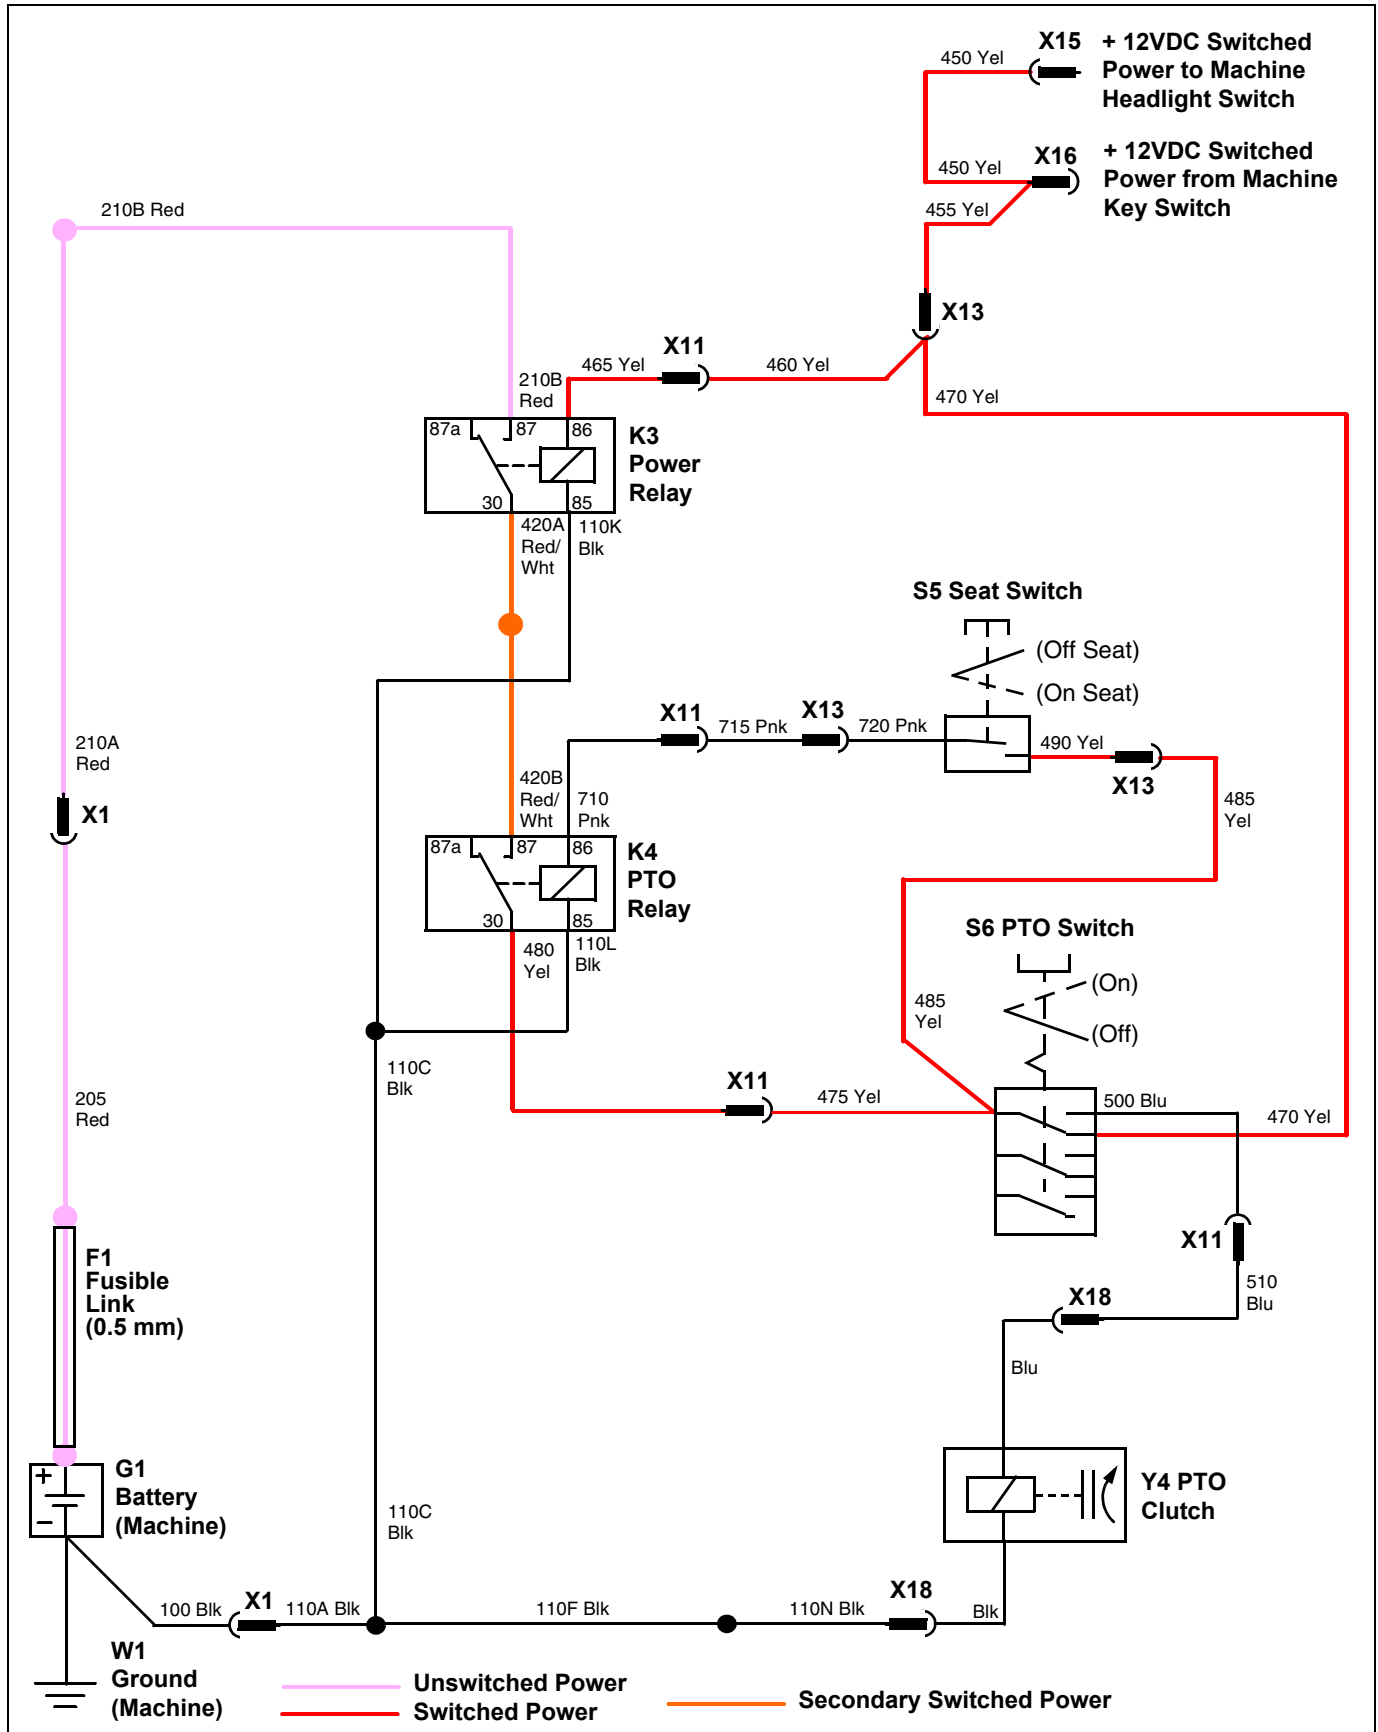 X15
+ 12VDC Switched
Power to Machine
Headlight Switch
450 Yel
X16
+ 12VDC Switched
Power from Machine
Key Switch
450 Yel
455 Yel
210B Red
X13
X11
465 Yel
460 Yel
210B
Red
470 Yel
87a
87
86
30
85
K3
Power
Relay
420A
Red/
Wht
110K
Blk
S5 Seat Switch
(Off Seat)
(On Seat)
X11
715 Pnk
X13
720 Pnk
490 Yel
X13
210A
Red
X1
420B
Red/
Wht
710
Pnk
485
Yel
87a
87
86
30
85
K4
PTO
Relay
480
Yel
110L
Blk
S6 PTO Switch
(On)
(Off)
485
Yel
110C
Blk
X11
475 Yel
500 Blu
470 Yel
205
Red
X11
F1
Fusible
Link
(0.5 mm)
510
Blu
X18
Blu
+
-
G1
Battery
(Machine)
Y4 PTO
Clutch
110C
Blk
100 Blk
X1
110A Blk
110F Blk
110N Blk
X18
Blk
W1
Ground
(Machine)
Unswitched Power
Switched Power
Secondary Switched Power